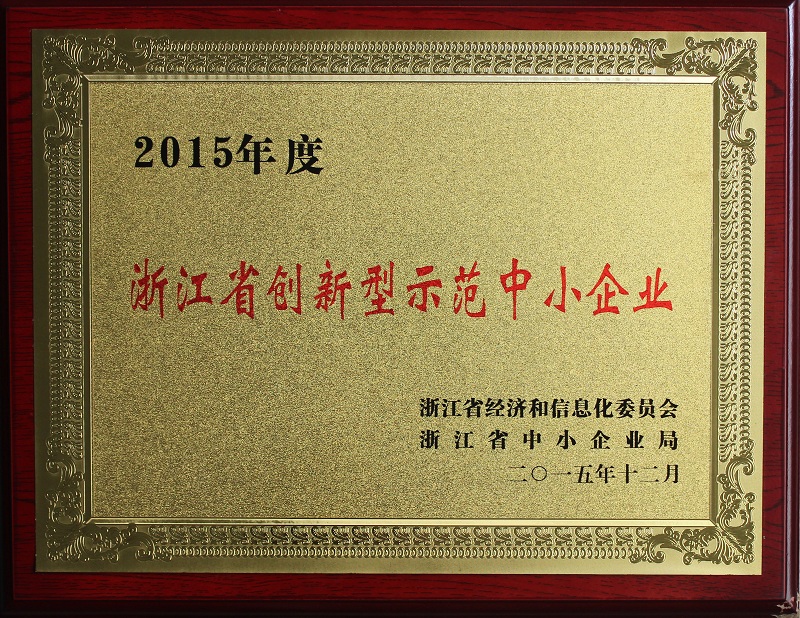 2015年度
浙江省创新型示范中小企业
浙江省经济和信息化委员会
浙江省中小企业局
二〇一五年十二月